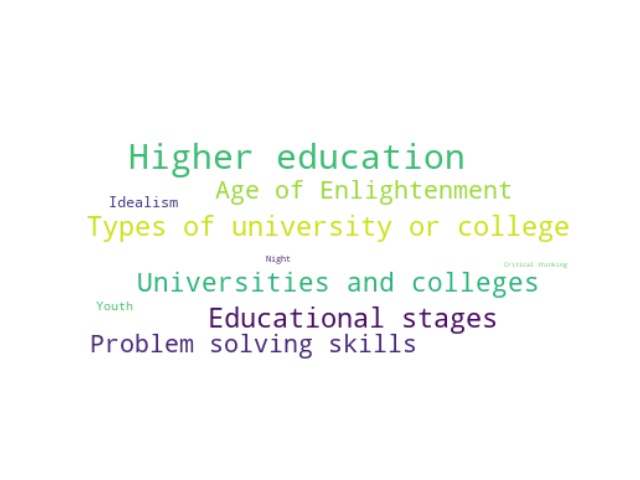 Higher education
Age of Enlightenment
Idealism
Types of university or college
Night
Critical thinking
Universities and colleges
Youth
Educational stages
Problem solving skills